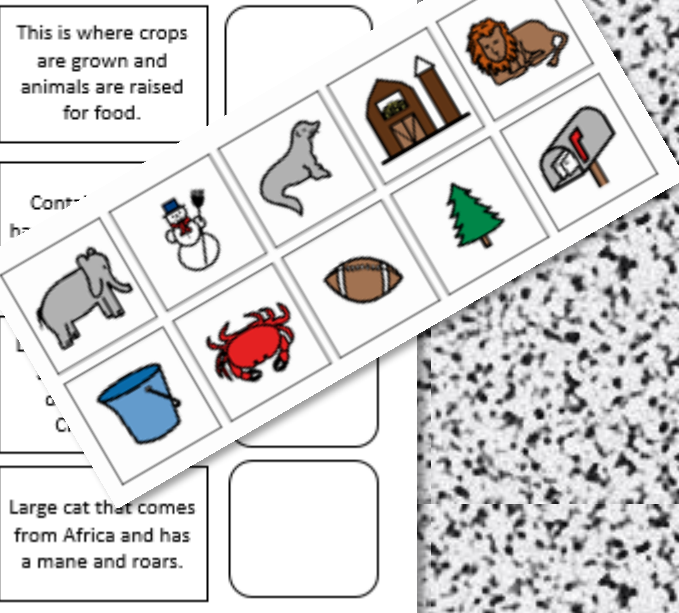 This is where crops
are grown and
animals are raised
for food.
Large cat that comes
from Africa and has
a mane and roars.